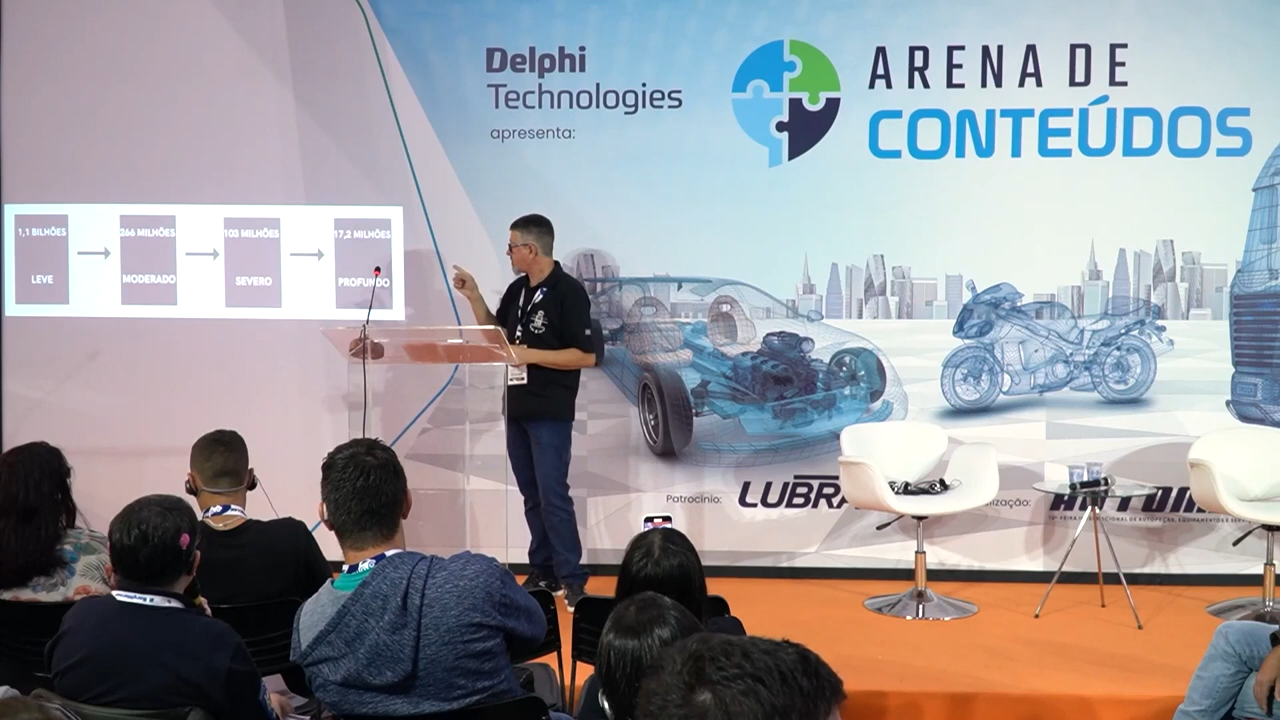 Delphi
Technologies
apresenta:
ARENA DE
CONTEÚDOS
1,1 BILHÕES
LEVE
266 MILHÕES
MODERADO
103 MILHÕES
SEVERO
17,2 MILHÕES
PROFUNDO
Patrocínio:
LUBRA